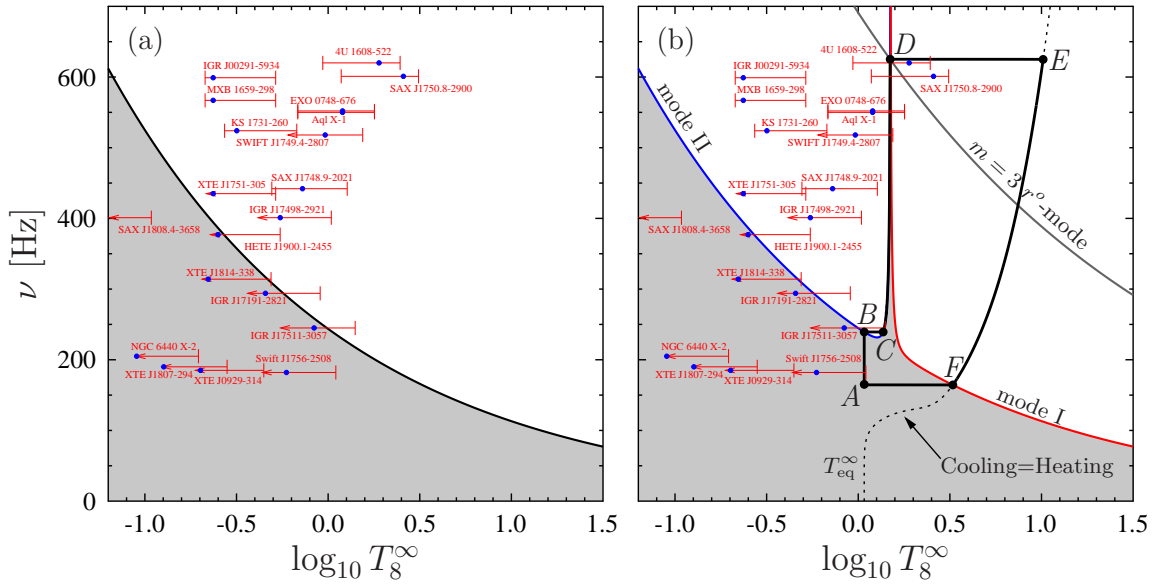 (a)
4U 1608-522
IGR J00291-5934
SAX J1750.8-2900
MXB 1659-298
EXO 0748-676
Aql X-1
KS 1731-260
SWIFT J1749.4-2807
XTE J1751-305
SAX J1748.9-2021
IGR J17498-2921
SAX J1808.4-3658
HETE J1900.1-2455
XTE J1814-338
IGR J17191-2821
IGR J17511-3057
NGC 6440 X-2
Swift J1756-2508
XTE J1807-294
XTE J0929-314
ν [Hz]
600
400
200
0
-1.0 -0.5 0.0 0.5 1.0 1.5
log₁₀ T₈^∞
(b)
D
E
4U 1608-522
IGR J00291-5934
SAX J1750.8-2900
MXB 1659-298
EXO 0748-676
Aql X-1
KS 1731-260
SWIFT J1749.4-2807
mode II
m = 3 r^o-mode
XTE J1751-305
SAX J1748.9-2021
IGR J17498-2921
SAX J1808.4-3658
HETE J1900.1-2455
XTE J1814-338
IGR J17191-2821
B
IGR J17511-3057
C
NGC 6440 X-2
Swift J1756-2508
XTE J1807-294
XTE J0929-314
A
F
mode I
T_eq^∞
Cooling=Heating
-1.0 -0.5 0.0 0.5 1.0 1.5
log₁₀ T₈^∞